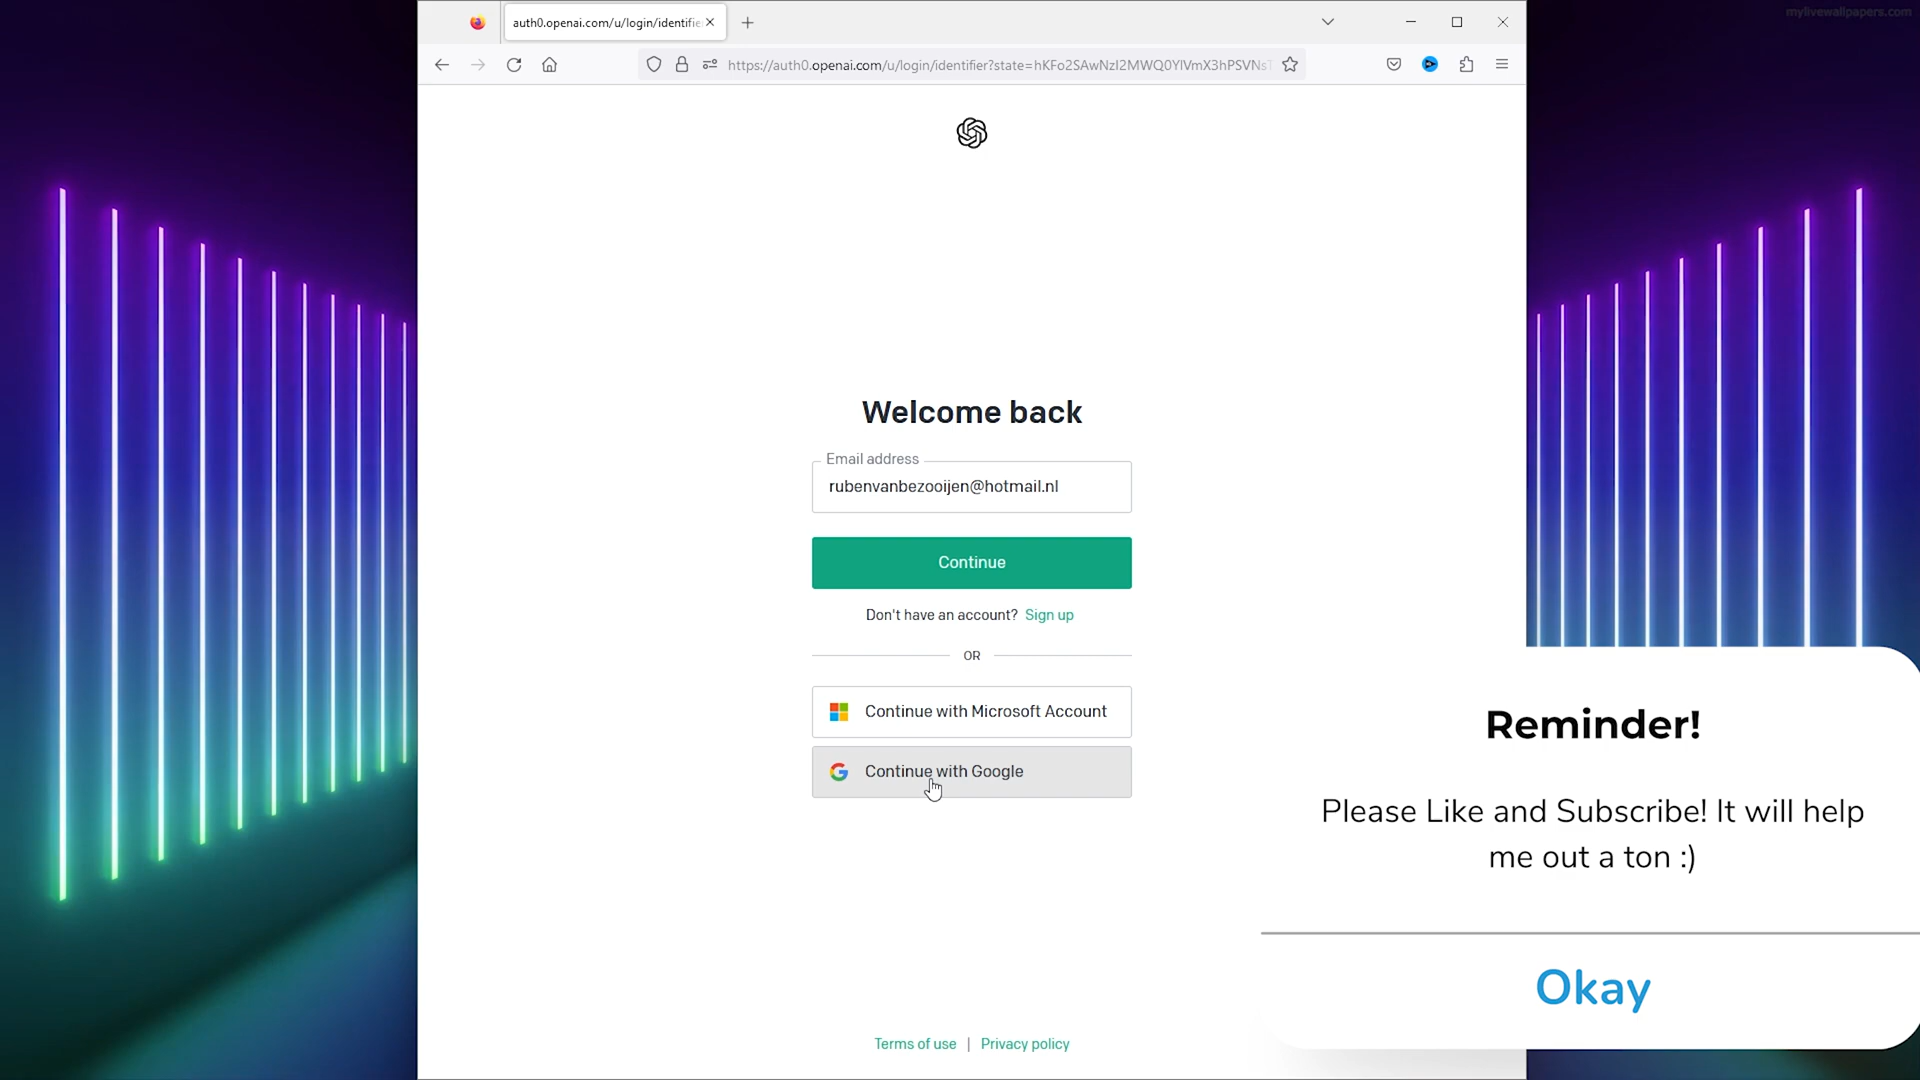 auth0.openai.com/u/login/identifie
mylivewallpapers.com
https://auth0.openai.com/u/login/identifier?state=hKFo2SAwNzI2MWQ0YlVmX3hPSVNs
Welcome back
Email address
rubenvanbezooijen@hotmail.nl
Continue
Don't have an account? Sign up
OR
Continue with Microsoft Account
Continue with Google
Reminder!
Please Like and Subscribe! It will help
me out a ton :)
Okay
Terms of use | Privacy policy